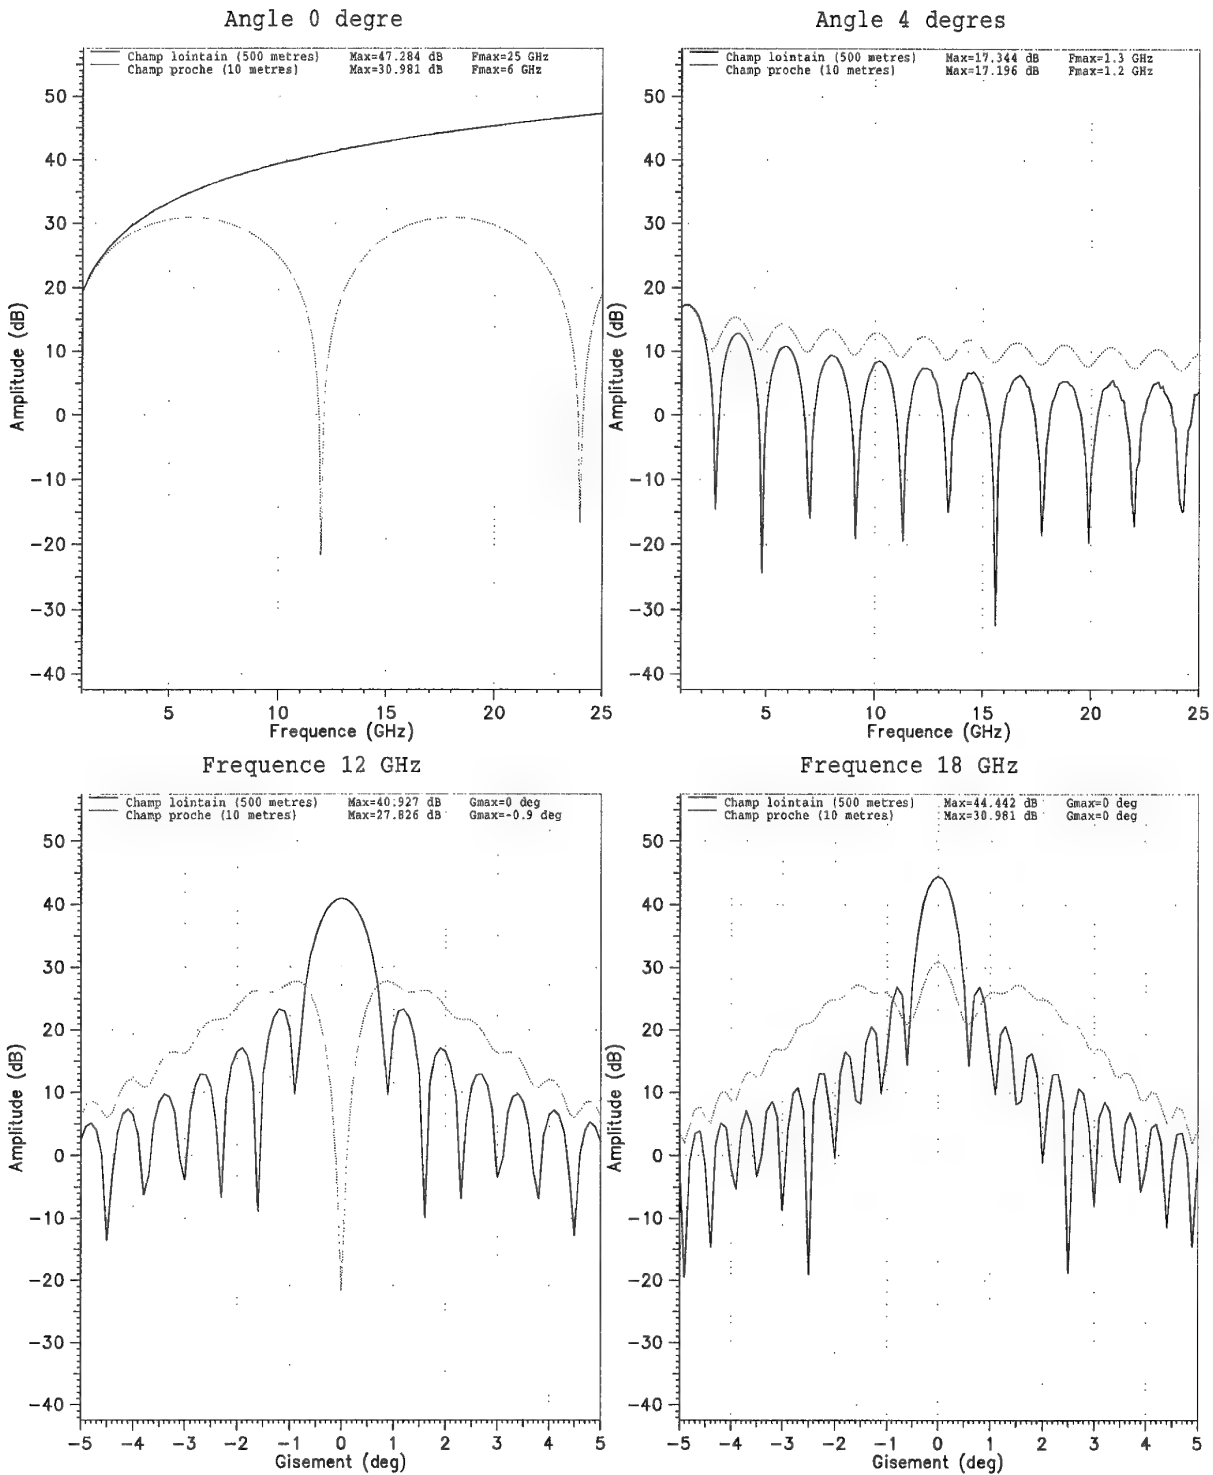 Angle 0 degre
Champ lointain (500 metres) Max=47.284 dB Fmax=25 GHz
Champ proche (10 metres) Max=30.981 dB Fmax=6 GHz
50
40
30
20
10
0
-10
-20
-30
-40
Amplitude (dB)
5 10 15 20 25
Frequence (GHz)
Angle 4 degres
Champ lointain (500 metres) Max=17.344 dB Fmax=1.3 GHz
Champ proche (10 metres) Max=17.196 dB Fmax=1.2 GHz
50
40
30
20
10
0
-10
-20
-30
-40
Amplitude (dB)
5 10 15 20 25
Frequence (GHz)
Frequence 12 GHz
Champ lointain (500 metres) Max=40.927 dB Gmax=0 deg
Champ proche (10 metres) Max=27.826 dB Gmax=-0.9 deg
50
40
30
20
10
0
-10
-20
-30
-40
Amplitude (dB)
-5 -4 -3 -2 -1 0 1 2 3 4 5
Gisement (deg)
Frequence 18 GHz
Champ lointain (500 metres) Max=44.442 dB Gmax=0 deg
Champ proche (10 metres) Max=30.981 dB Gmax=0 deg
50
40
30
20
10
0
-10
-20
-30
-40
Amplitude (dB)
-5 -4 -3 -2 -1 0 1 2 3 4 5
Gisement (deg)